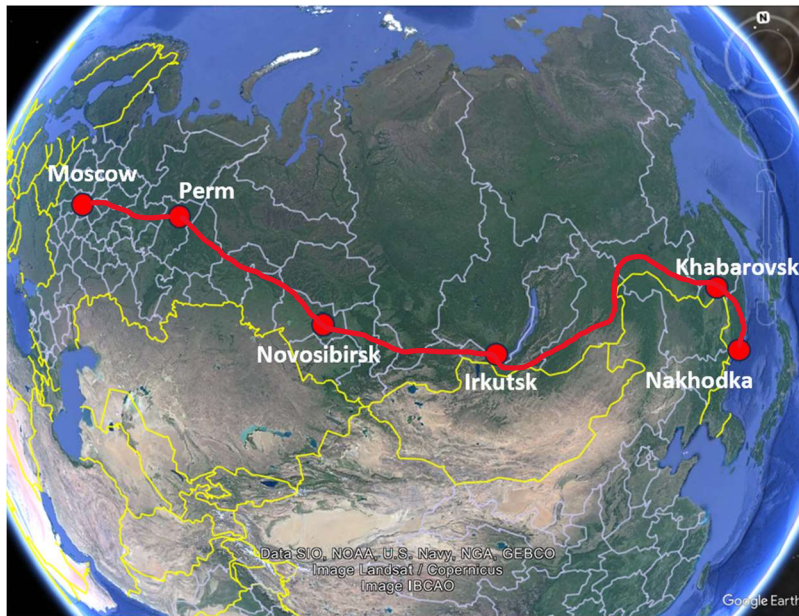 N
Moscow
Perm
Khabarovsk
Novosibirsk
Irkutsk
Nakhodka
Data SIO, NOAA, U.S. Navy, NGA, GEBCO
Image Landsat / Copernicus
Image IBCAO
Google Earth